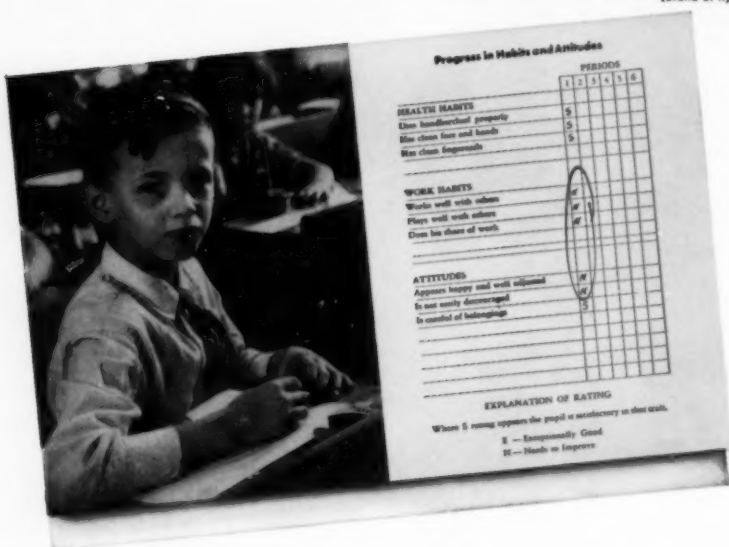 Progress in Habits and Attitudes
PERIODS
1 2 3 4 5 6
HEALTH HABITS
Uses handkerchief properly S
Has clean face and hands S
Has clean fingernails S
WORK HABITS
Works well with others N
Plays well with others N
Does his share of work N
ATTITUDES
Appears happy and well adjusted N
Is not easily discouraged N
Is careful of belongings S
EXPLANATION OF RATING
Where S rating appears the pupil is satisfactory in that trait.
E — Exceptionally Good
N — Needs to Improve